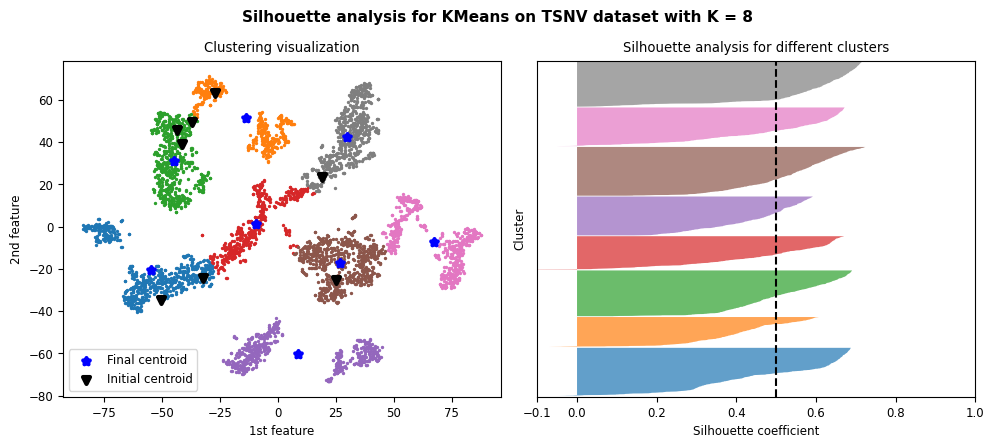 Silhouette analysis for KMeans on TSNV dataset with K = 8
Clustering visualization
2nd feature
60
40
20
0
−20
−40
−60
−80
Final centroid
Initial centroid
−75
−50
−25
0
25
50
75
1st feature
Silhouette analysis for different clusters
Cluster
−0.1
0.0
0.2
0.4
0.6
0.8
1.0
Silhouette coefficient